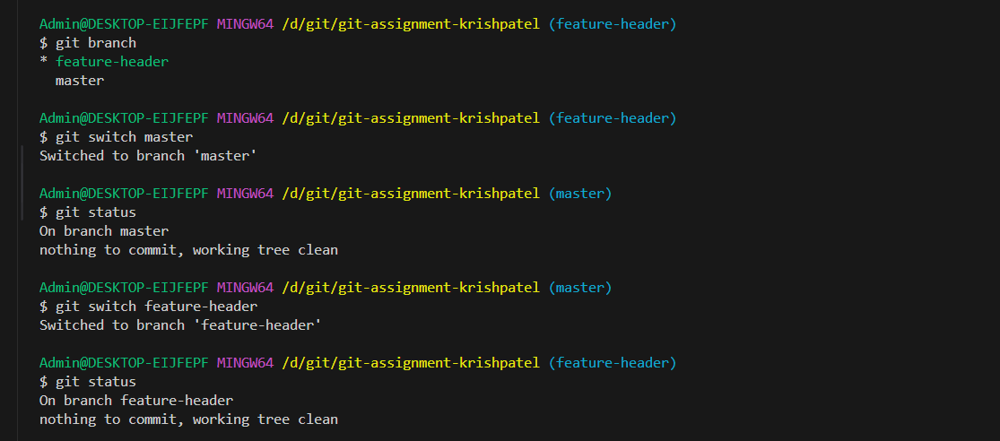 Admin@DESKTOP-EIJFEPF MINGW64 /d/git/git-assignment-krishpatel (feature-header)
$ git branch
* feature-header
  master
Admin@DESKTOP-EIJFEPF MINGW64 /d/git/git-assignment-krishpatel (feature-header)
$ git switch master
Switched to branch 'master'
Admin@DESKTOP-EIJFEPF MINGW64 /d/git/git-assignment-krishpatel (master)
$ git status
On branch master
nothing to commit, working tree clean
Admin@DESKTOP-EIJFEPF MINGW64 /d/git/git-assignment-krishpatel (master)
$ git switch feature-header
Switched to branch 'feature-header'
Admin@DESKTOP-EIJFEPF MINGW64 /d/git/git-assignment-krishpatel (feature-header)
$ git status
On branch feature-header
nothing to commit, working tree clean